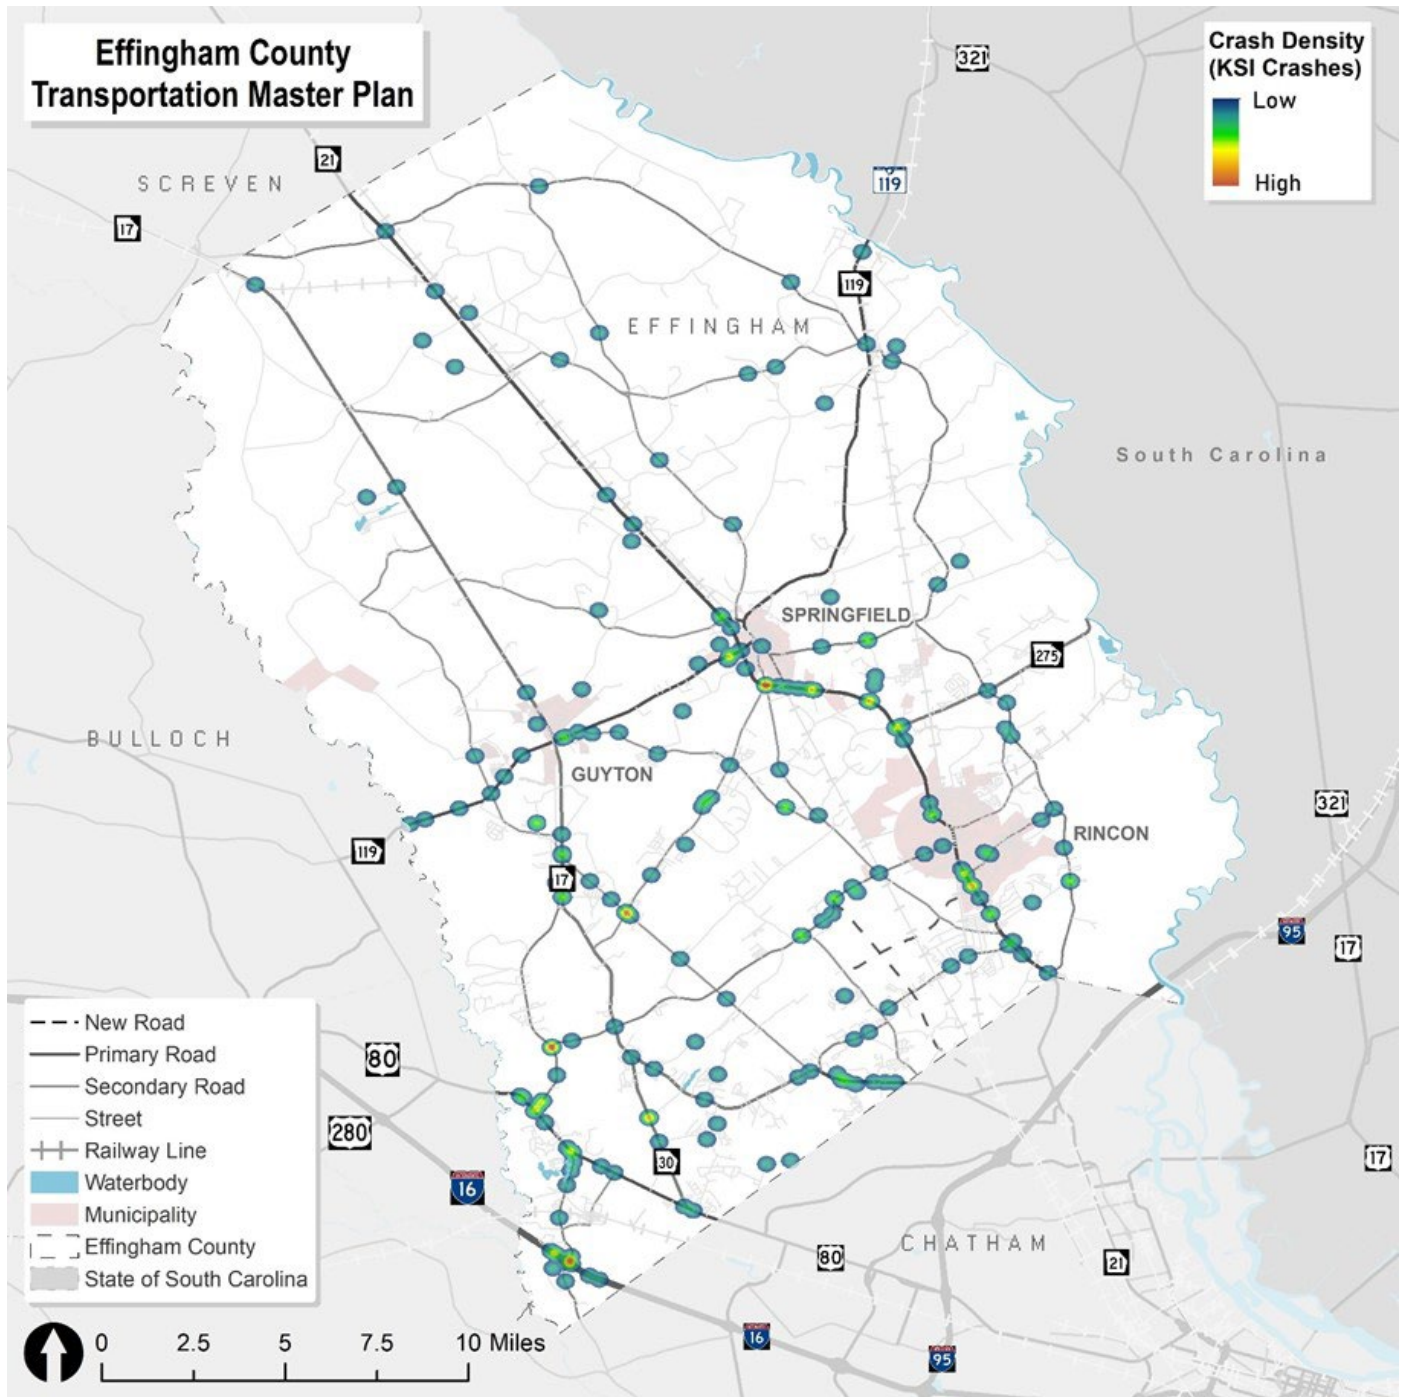 Effingham County
Transportation Master Plan
Crash Density
(KSI Crashes)
Low
High
321
21
SCREVEN
119
17
119
EFFINGHAM
South Carolina
SPRINGFIELD
275
BULLOCH
GUYTON
321
RINCON
119
17
95
17
New Road
Primary Road
Secondary Road
Street
Railway Line
Waterbody
Municipality
Effingham County
State of South Carolina
80
280
16
30
17
CHATHAM
80
21
16
95
0 2.5 5 7.5 10 Miles